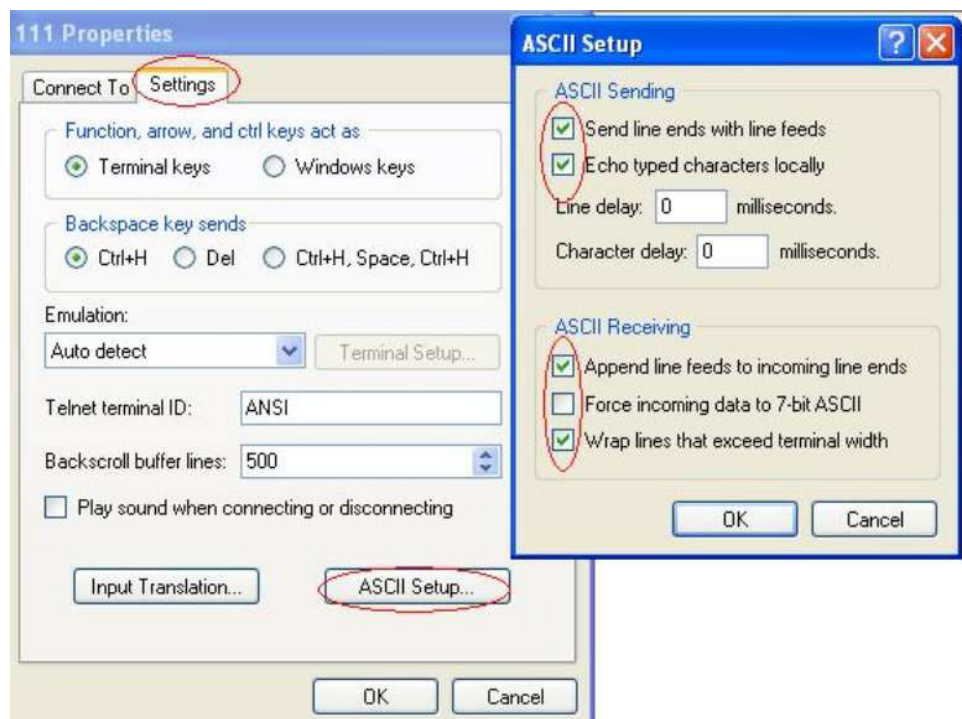 111 Properties
Connect To Settings
Function, arrow, and ctrl keys act as
Terminal keys Windows keys
Backspace key sends
Ctrl+H Del Ctrl+H, Space, Ctrl+H
Emulation:
Auto detect Terminal Setup...
Telnet terminal ID: ANSI
Backscroll buffer lines: 500
Play sound when connecting or disconnecting
Input Translation... ASCII Setup...
OK Cancel
ASCII Setup
ASCII Sending
Send line ends with line feeds
Echo typed characters locally
Line delay: 0 milliseconds.
Character delay: 0 milliseconds.
ASCII Receiving
Append line feeds to incoming line ends
Force incoming data to 7-bit ASCII
Wrap lines that exceed terminal width
OK Cancel